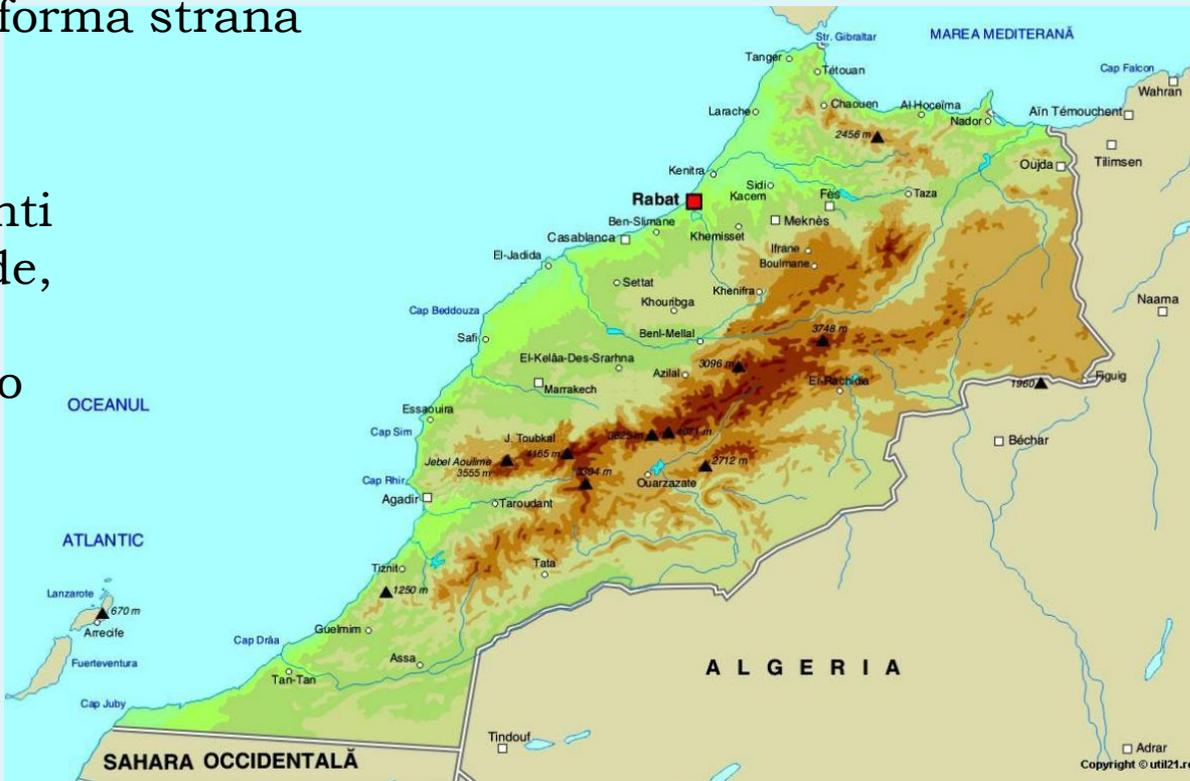 forma strana
nti
de,
o
MAREA MEDITERANĂ
Str. Gibraltar
Tanger
Tétouan
Cap Falcon
Wahran
Larache
Chaouen
Al Hoceïma
Nador
Aïn Témouchent
2456 m
Tilimsen
Oujda
Kenitra
Sidi
Kacem
Fès
Taza
Rabat
Ben-Slimane
Meknès
Khemisset
Casablanca
Ifrane
Boulmane
El-Jadida
Settat
Khenifra
Khouribga
Naama
Cap Beddouza
Safi
Benl-Mellal
3748 m
El-Kelâa-Des-Srarhna
3096 m
Azilal
El-Rachidia
Figuig
1960
Marrakech
OCEANUL
Essaouira
Cap Sim
J. Toubkal
4165 m
4071 m
Béchar
Jebel Aoulime
3555 m
2712 m
Cap Rhir
Ouarzazate
Agadir
Taroudant
ATLANTIC
Tiznit
Tata
1250 m
Lanzarote
670 m
Arrecife
Guelmim
Cap Drâa
Fuerteventura
Assa
ALGERIA
Tan-Tan
Cap Juby
Tindouf
SAHARA OCCIDENTALĂ
Adrar
Copyright © util21.r